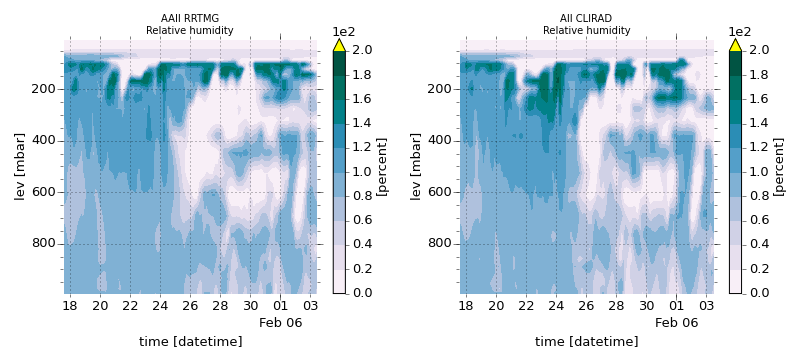 AAII RRTMG
Relative humidity
1e2
2.0
1.8
1.6
1.4
1.2
1.0
0.8
0.6
0.4
0.2
0.0
[percent]
lev [mbar]
200
400
600
800
18 20 22 24 26 28 30 01 03
Feb 06
time [datetime]
AII CLIRAD
Relative humidity
1e2
2.0
1.8
1.6
1.4
1.2
1.0
0.8
0.6
0.4
0.2
0.0
[percent]
lev [mbar]
200
400
600
800
18 20 22 24 26 28 30 01 03
Feb 06
time [datetime]